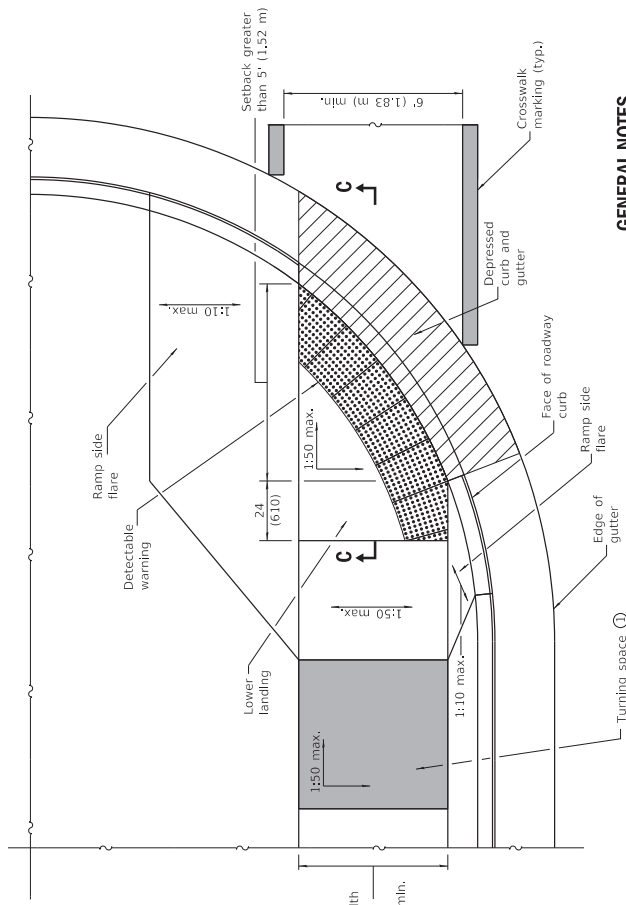 Setback greater
than 5' (1.52 m)
6' (1.83 m) min.
Crosswalk
marking (typ.)
GENERAL NOTES
Ramp side
flare
1:10 max.
C
Depressed
curb and
gutter
Detectable
warning
1:50 max.
24
(610)
Face of roadway
curb
Ramp side
flare
C
Edge of
gutter
Lower
landing
1:50 max.
1:10 max.
1:50 max.
Turning space ①
min.